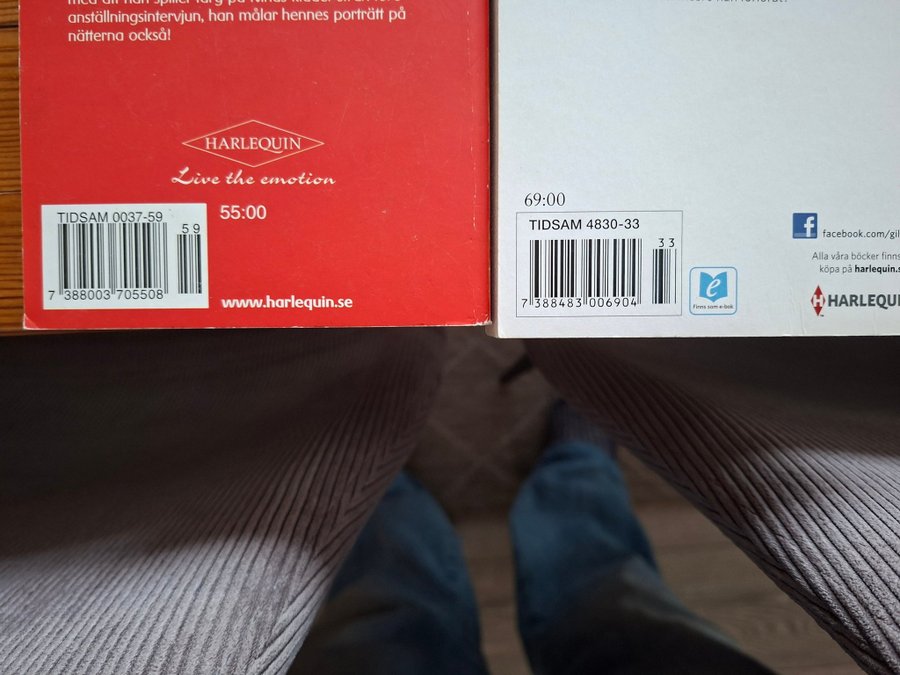 anställningsintervjun, han målar hennes porträtt på
nätterna också!
HARLEQUIN
Live the emotion
TIDSAM 0037-59
55:00
59
7 388003 705508
www.harlequin.se
69:00
TIDSAM 4830-33
33
7 388483 006904
Finns som e-bok
f
facebook.com/gil
Alla våra böcker finns
köpa på harlequin.s
HARLEQUI